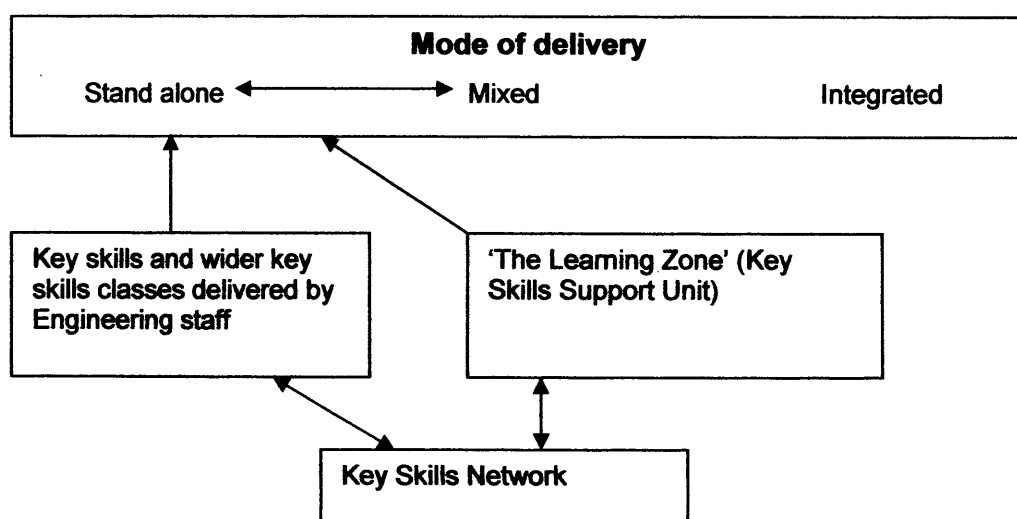 Mode of delivery
Stand alone Mixed Integrated
Key skills and wider key
skills classes delivered by
Engineering staff
'The Learning Zone' (Key
Skills Support Unit)
Key Skills Network